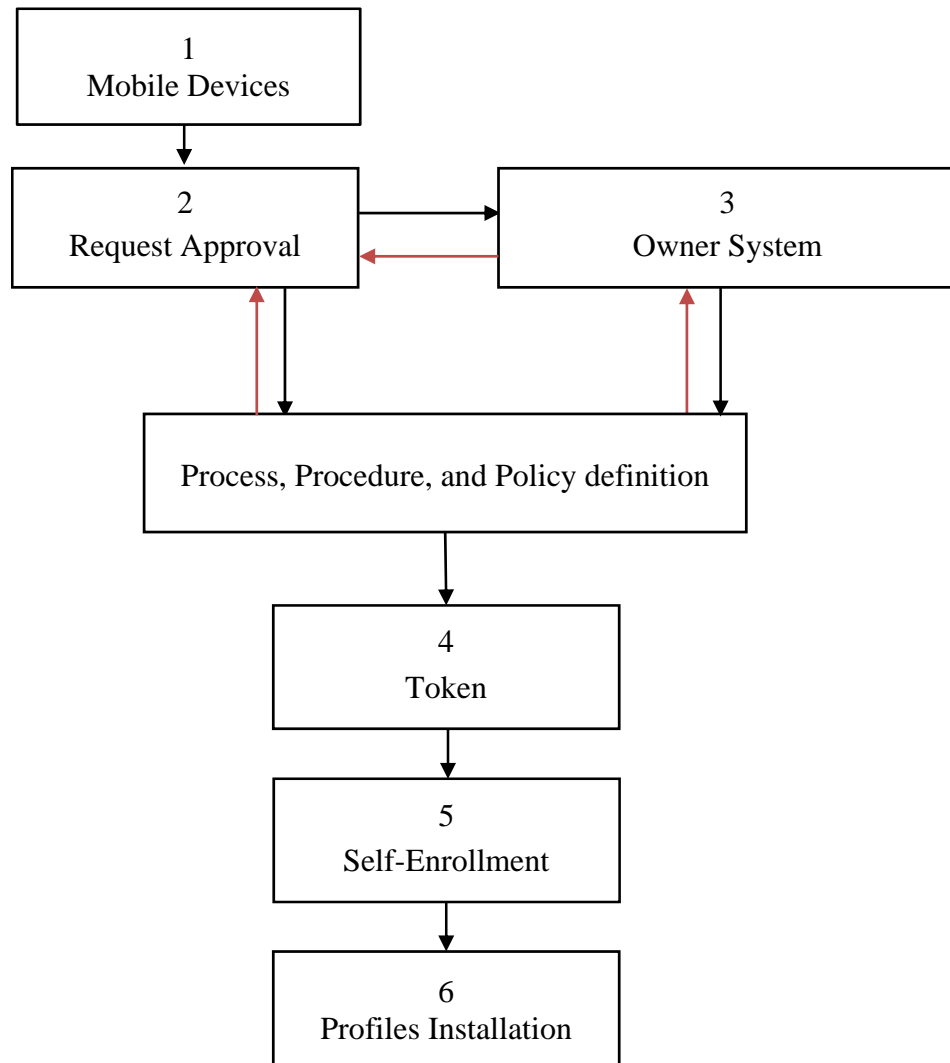 1
Mobile Devices
2
Request Approval
3
Owner System
Process, Procedure, and Policy definition
4
Token
5
Self-Enrollment
6
Profiles Installation